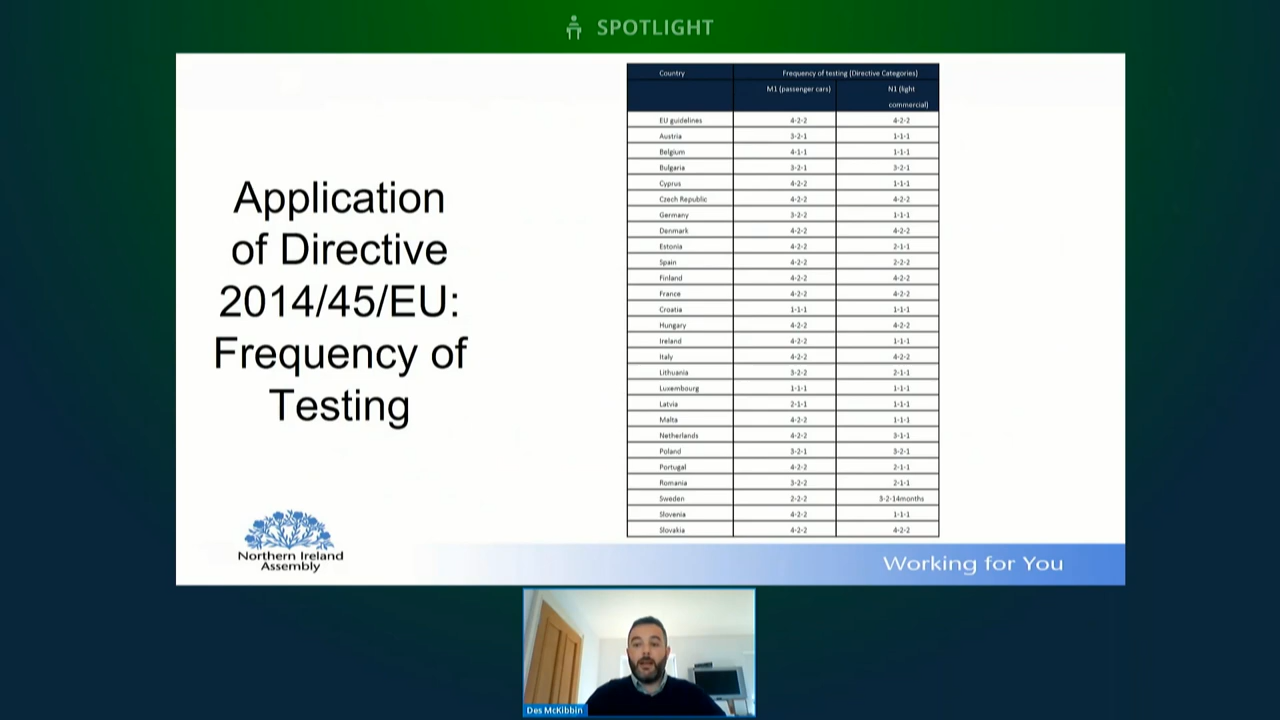 SPOTLIGHT
Application
of Directive
2014/45/EU:
Frequency of
Testing
Country Frequency of testing (Directive Categories)
M1 (passenger cars) N1 (light
commercial)
EU guidelines 4-2-2 4-2-2
Austria 3-2-1 1-1-1
Belgium 4-1-1 1-1-1
Bulgaria 3-2-1 3-2-1
Cyprus 4-2-2 1-1-1
Czech Republic 4-2-2 4-2-2
Germany 3-2-2 1-1-1
Denmark 4-2-2 4-2-2
Estonia 4-2-2 2-1-1
Spain 4-2-2 2-2-2
Finland 4-2-2 4-2-2
France 4-2-2 4-2-2
Croatia 1-1-1 1-1-1
Hungary 4-2-2 4-2-2
Ireland 4-2-2 1-1-1
Italy 4-2-2 4-2-2
Lithuania 3-2-2 2-1-1
Luxembourg 1-1-1 1-1-1
Latvia 2-1-1 1-1-1
Malta 4-2-2 1-1-1
Netherlands 4-2-2 3-1-1
Poland 3-2-1 3-2-1
Portugal 4-2-2 2-1-1
Romania 3-2-2 2-1-1
Sweden 2-2-2 3-2-14months
Slovenia 4-2-2 1-1-1
Slovakia 4-2-2 4-2-2
Northern Ireland
Assembly
Working for You
Des McKibbin